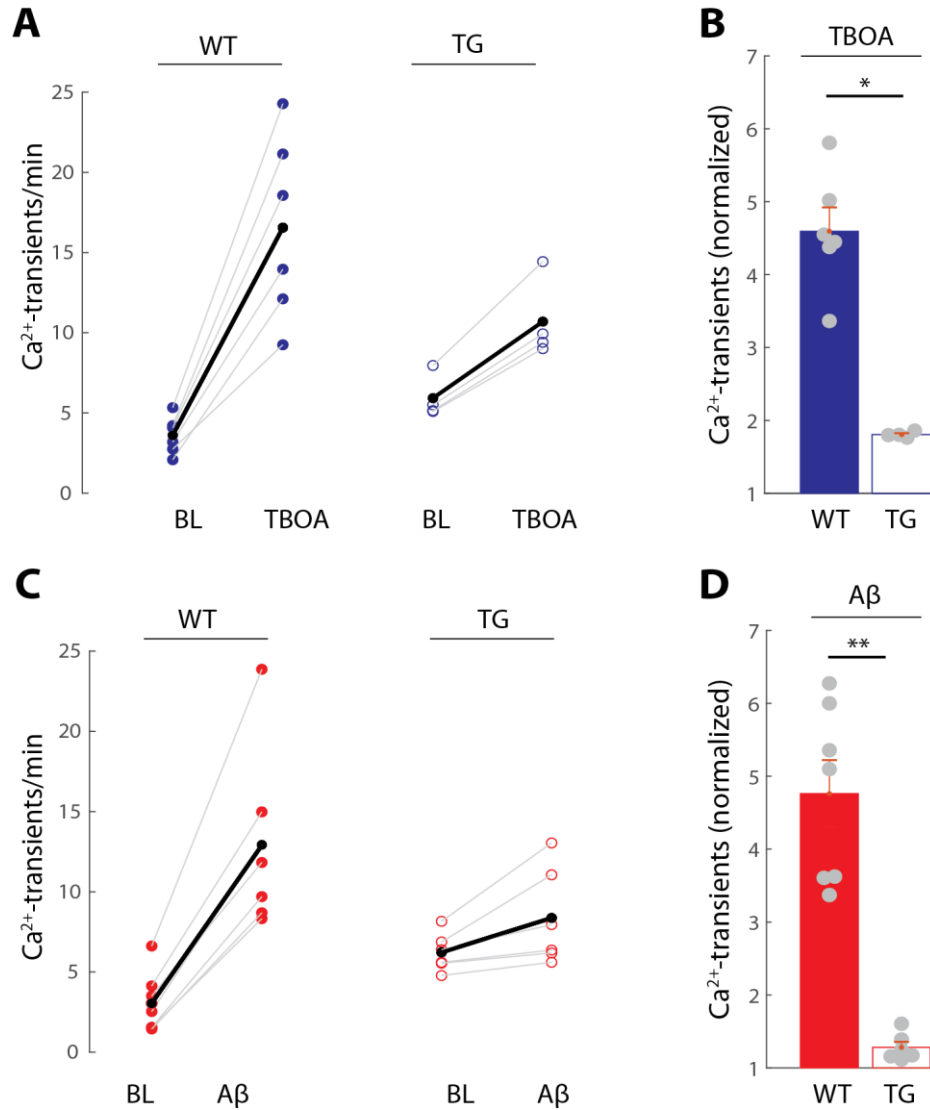 A
WT
TG
Ca²⁺-transients/min
25
20
15
10
5
0
BL
TBOA
BL
TBOA
B
TBOA
*
Ca²⁺-transients (normalized)
7
6
5
4
3
2
1
WT
TG
C
WT
TG
Ca²⁺-transients/min
25
20
15
10
5
0
BL
Aβ
BL
Aβ
D
Aβ
**
Ca²⁺-transients (normalized)
7
6
5
4
3
2
1
WT
TG